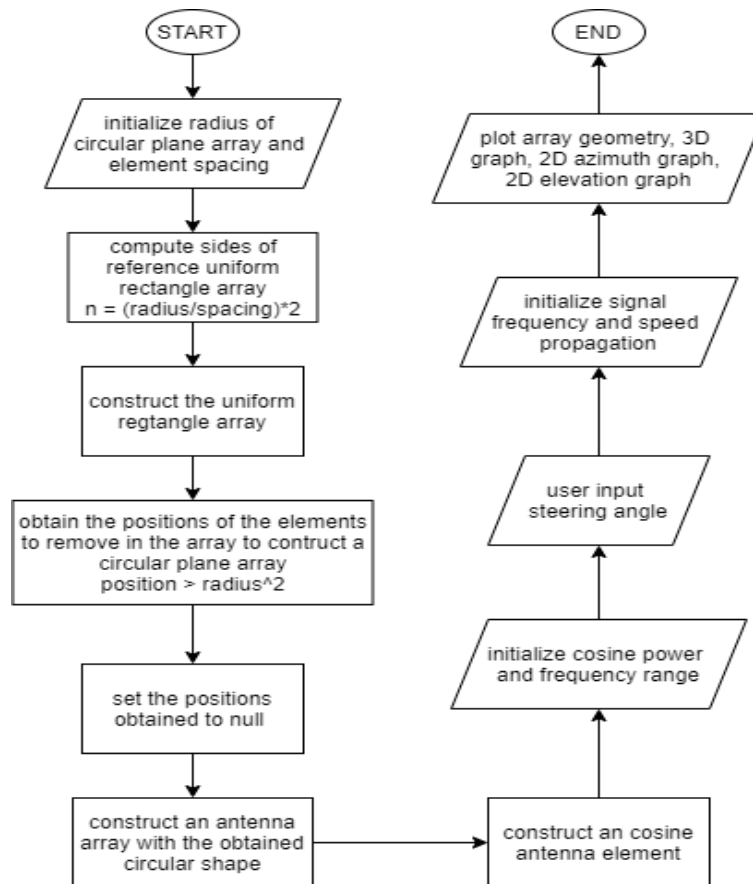 START
initialize radius of
circular plane array and
element spacing
compute sides of
reference uniform
rectangle array
n = (radius/spacing)*2
construct the uniform
regtangle array
obtain the positions of the elements
to remove in the array to contruct a
circular plane array
position > radius^2
set the positions
obtained to null
construct an antenna
array with the obtained
circular shape
construct an cosine
antenna element
initialize cosine power
and frequency range
user input
steering angle
initialize signal
frequency and speed
propagation
plot array geometry, 3D
graph, 2D azimuth graph,
2D elevation graph
END